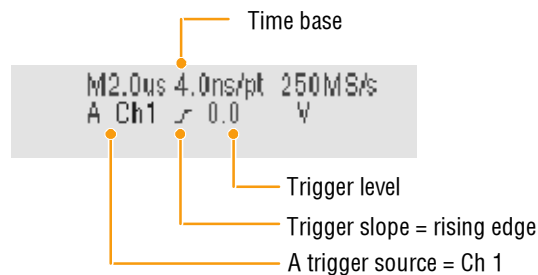 Time base
M2.0us 4.0ns/pt 250MS/s
A Ch1 0.0 V
Trigger level
Trigger slope = rising edge
A trigger source = Ch 1